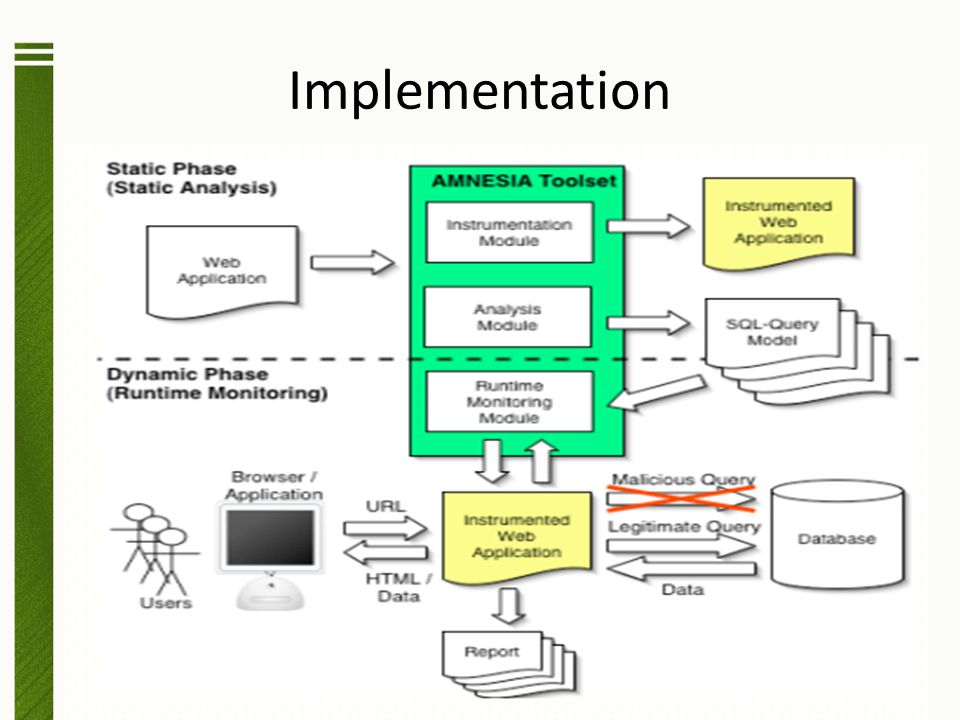 Implementation
Static Phase
(Static Analysis)
AMNESIA Toolset
Instrumentation
Module
Instrumented
Web
Application
Web
Application
Analysis
Module
SQL-Query
Model
Dynamic Phase
(Runtime Monitoring)
Runtime
Monitoring
Module
Browser /
Application
URL
HTML /
Data
Users
Instrumented
Web
Application
Malicious Query
Legitimate Query
Data
Database
Report